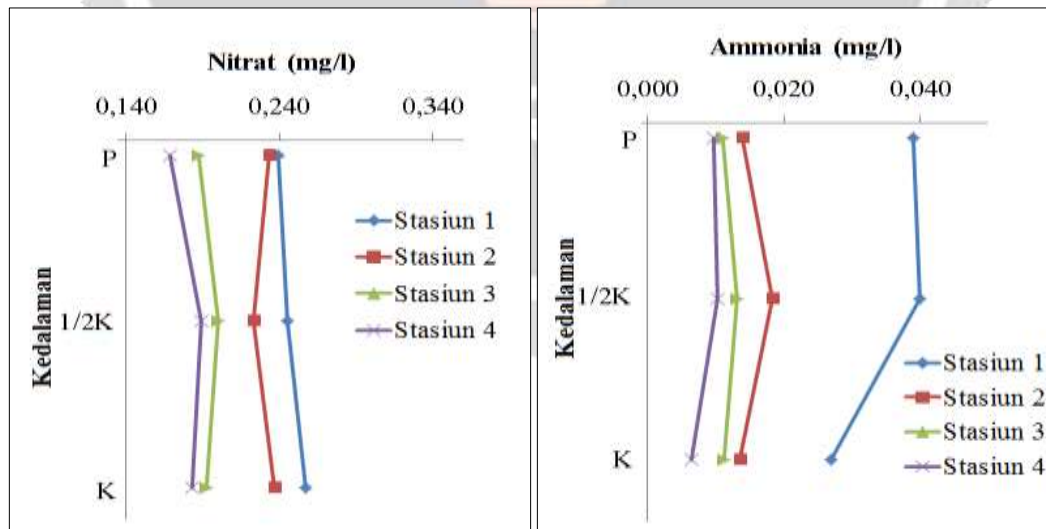 Nitrat (mg/l)
0,140 0,240 0,340
P
1/2K
K
Kedalaman
Stasiun 1
Stasiun 2
Stasiun 3
Stasiun 4
Ammonia (mg/l)
0,000 0,020 0,040
P
1/2K
K
Kedalaman
Stasiun 1
Stasiun 2
Stasiun 3
Stasiun 4